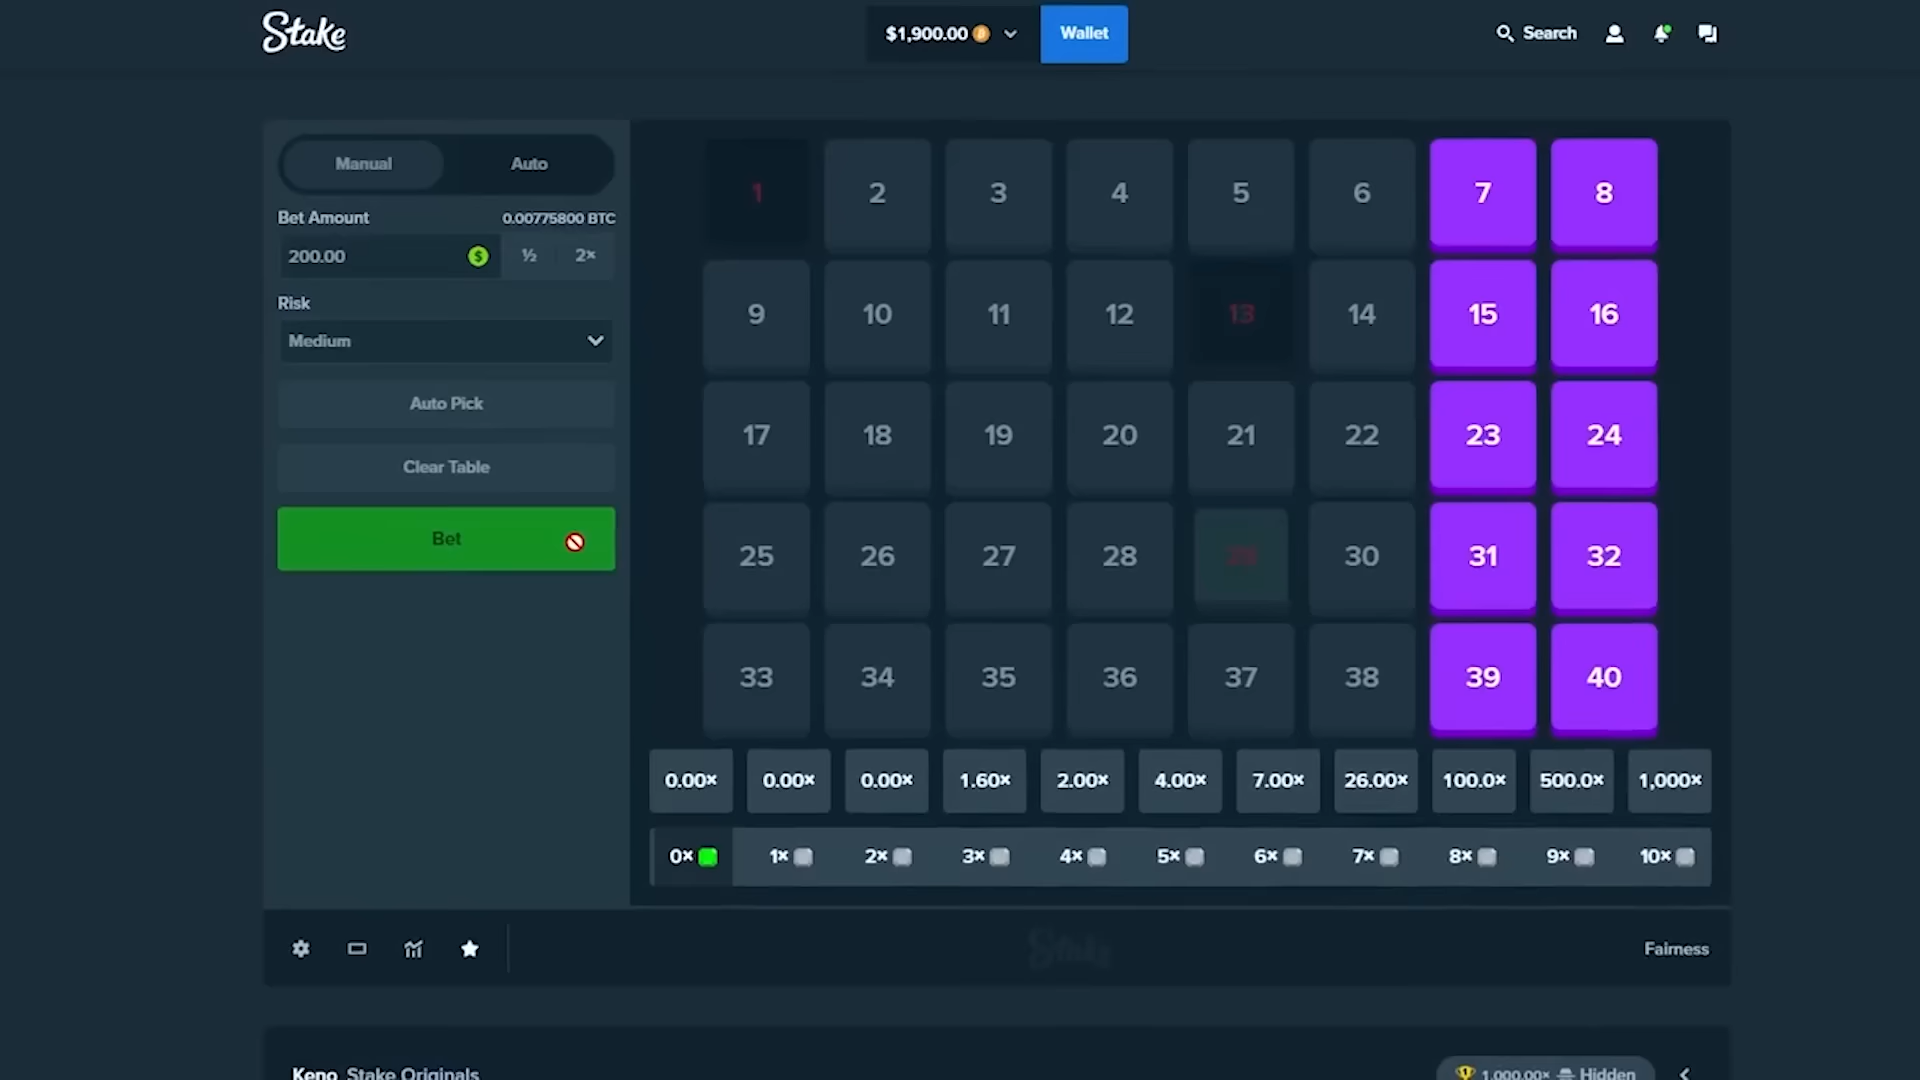 Stake
$1,900.00
Wallet
Search
Manual
Auto
Bet Amount
0.00775800 BTC
200.00
$
½
2×
Risk
Medium
Auto Pick
Clear Table
Bet
1 2 3 4 5 6 7 8
9 10 11 12 13 14 15 16
17 18 19 20 21 22 23 24
25 26 27 28 30 31 32
33 34 35 36 37 38 39 40
0.00× 0.00× 0.00× 1.60× 2.00× 4.00× 7.00× 26.00× 100.0× 500.0× 1,000×
0× 1× 2× 3× 4× 5× 6× 7× 8× 9× 10×
Stake
Fairness
Keno Stake Originals
1,000.00× Hidden